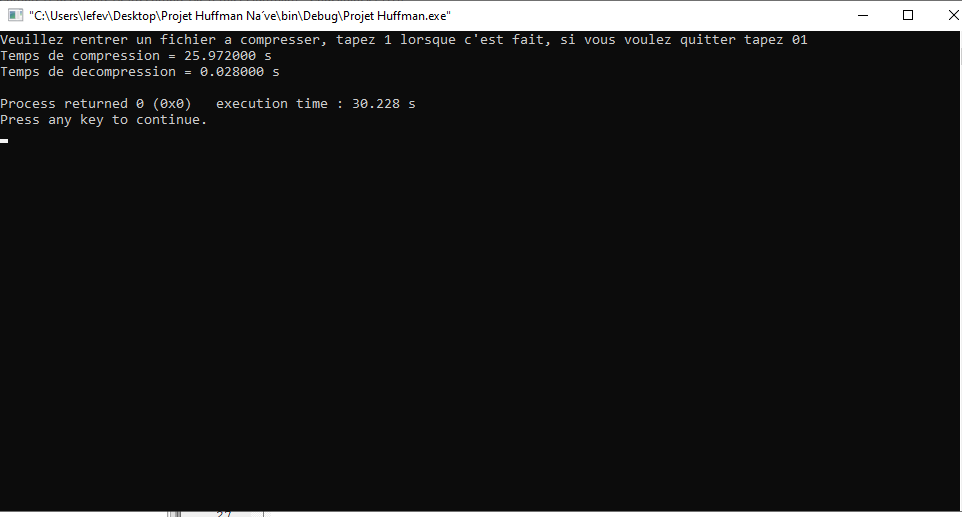 "C:\Users\lefev\Desktop\Projet Huffman Na´ve\bin\Debug\Projet Huffman.exe"
Veuillez rentrer un fichier a compresser, tapez 1 lorsque c'est fait, si vous voulez quitter tapez 01
Temps de compression = 25.972000 s
Temps de decompression = 0.028000 s
Process returned 0 (0x0)   execution time : 30.228 s
Press any key to continue.
27